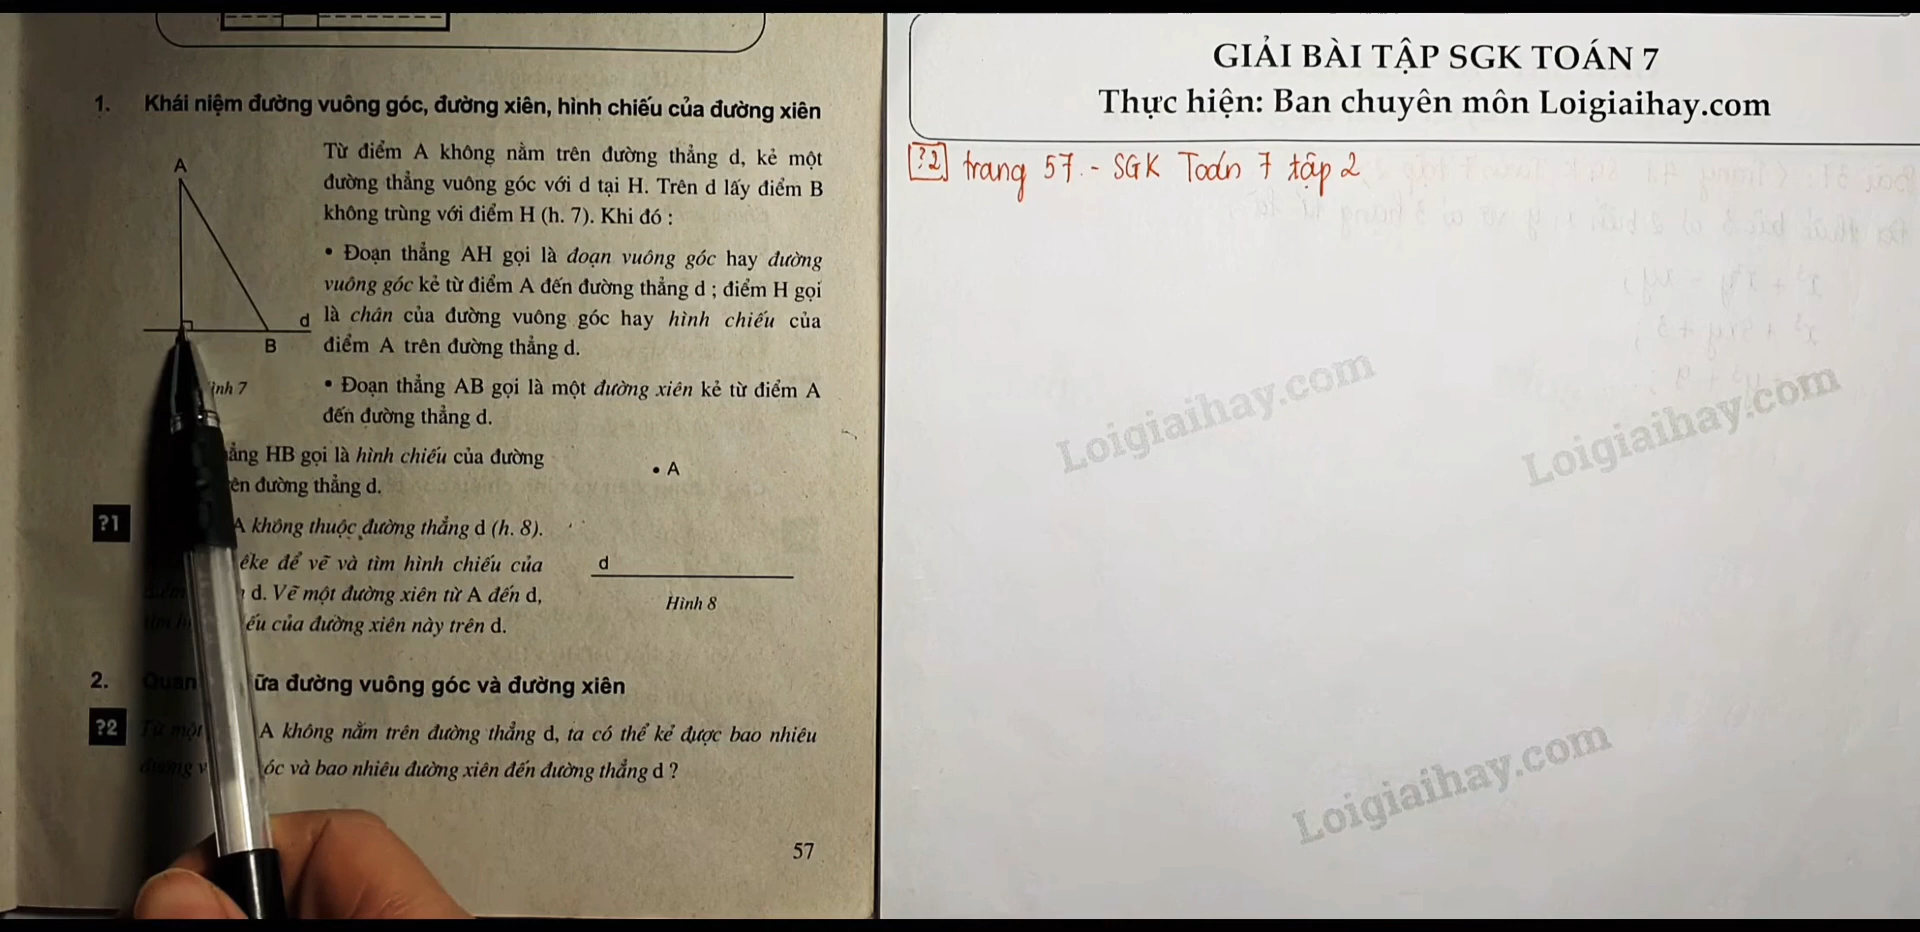 1. Khái niệm đường vuông góc, đường xiên, hình chiếu của đường xiên
A
d
B
ình 7
Từ điểm A không nằm trên đường thẳng d, kẻ một
đường thẳng vuông góc với d tại H. Trên d lấy điểm B
không trùng với điểm H (h. 7). Khi đó :
• Đoạn thẳng AH gọi là đoạn vuông góc hay đường
vuông góc kẻ từ điểm A đến đường thẳng d ; điểm H gọi
là chân của đường vuông góc hay hình chiếu của
điểm A trên đường thẳng d.
• Đoạn thẳng AB gọi là một đường xiên kẻ từ điểm A
đến đường thẳng d.
ẳng HB gọi là hình chiếu của đường
ên đường thẳng d.
?1 A không thuộc đường thẳng d (h. 8).
êke để vẽ và tìm hình chiếu của
d. Vẽ một đường xiên từ A đến d,
ếu của đường xiên này trên d.
• A
d
Hình 8
2. Quan ữa đường vuông góc và đường xiên
?2 Từ một A không nằm trên đường thẳng d, ta có thể kẻ được bao nhiêu
đường v óc và bao nhiêu đường xiên đến đường thẳng d ?
57
GIẢI BÀI TẬP SGK TOÁN 7
Thực hiện: Ban chuyên môn Loigiaihay.com
?2 trang 57 - SGK Toán 7 tập 2
Loigiaihay.com
Loigiaihay.com
Loigiaihay.com